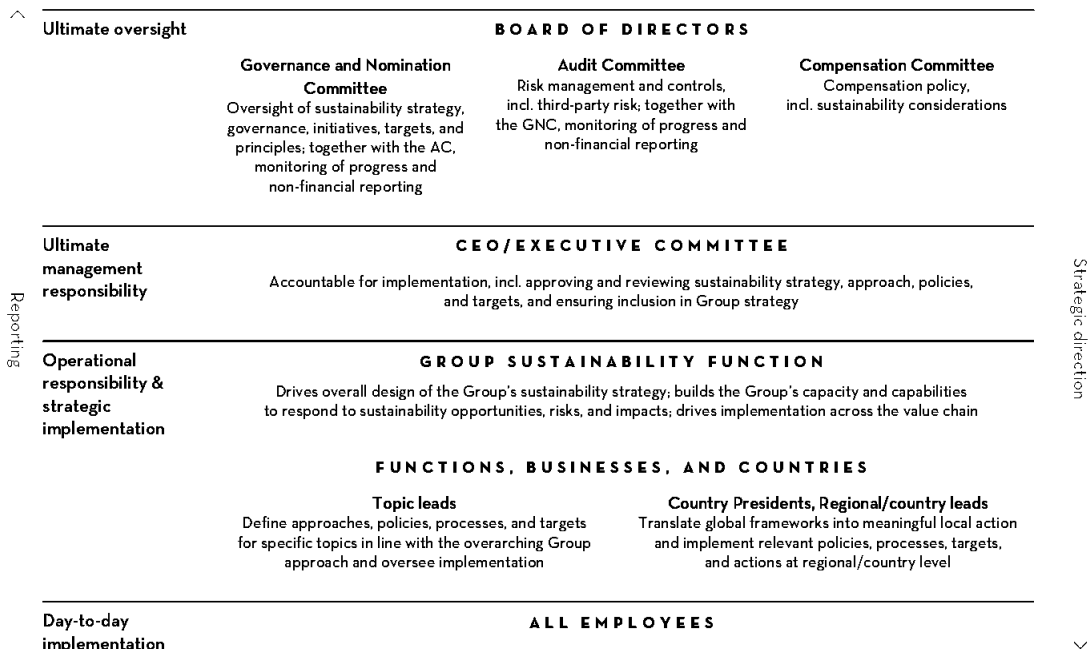 Ultimate oversight
BOARD OF DIRECTORS
Governance and Nomination
Committee
Oversight of sustainability strategy,
governance, initiatives, targets, and
principles; together with the AC,
monitoring of progress and
non-financial reporting
Audit Committee
Risk management and controls,
incl. third-party risk; together with
the GNC, monitoring of progress and
non-financial reporting
Compensation Committee
Compensation policy,
incl. sustainability considerations
Ultimate
management
responsibility
CEO/EXECUTIVE COMMITTEE
Accountable for implementation, incl. approving and reviewing sustainability strategy, approach, policies,
and targets, and ensuring inclusion in Group strategy
Operational
responsibility &
strategic
implementation
GROUP SUSTAINABILITY FUNCTION
Drives overall design of the Group's sustainability strategy; builds the Group's capacity and capabilities
to respond to sustainability opportunities, risks, and impacts; drives implementation across the value chain
FUNCTIONS, BUSINESSES, AND COUNTRIES
Topic leads
Define approaches, policies, processes, and targets
for specific topics in line with the overarching Group
approach and oversee implementation
Country Presidents, Regional/country leads
Translate global frameworks into meaningful local action
and implement relevant policies, processes, targets,
and actions at regional/country level
Day-to-day
implementation
ALL EMPLOYEES
Reporting
Strategic direction